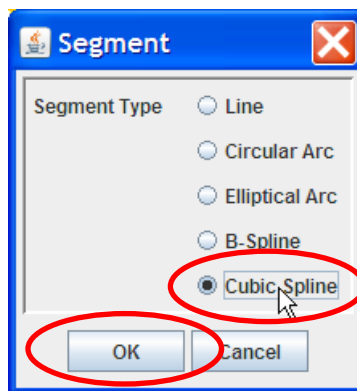 Segment
Segment Type
Line
Circular Arc
Elliptical Arc
B-Spline
Cubic Spline
OK
Cancel